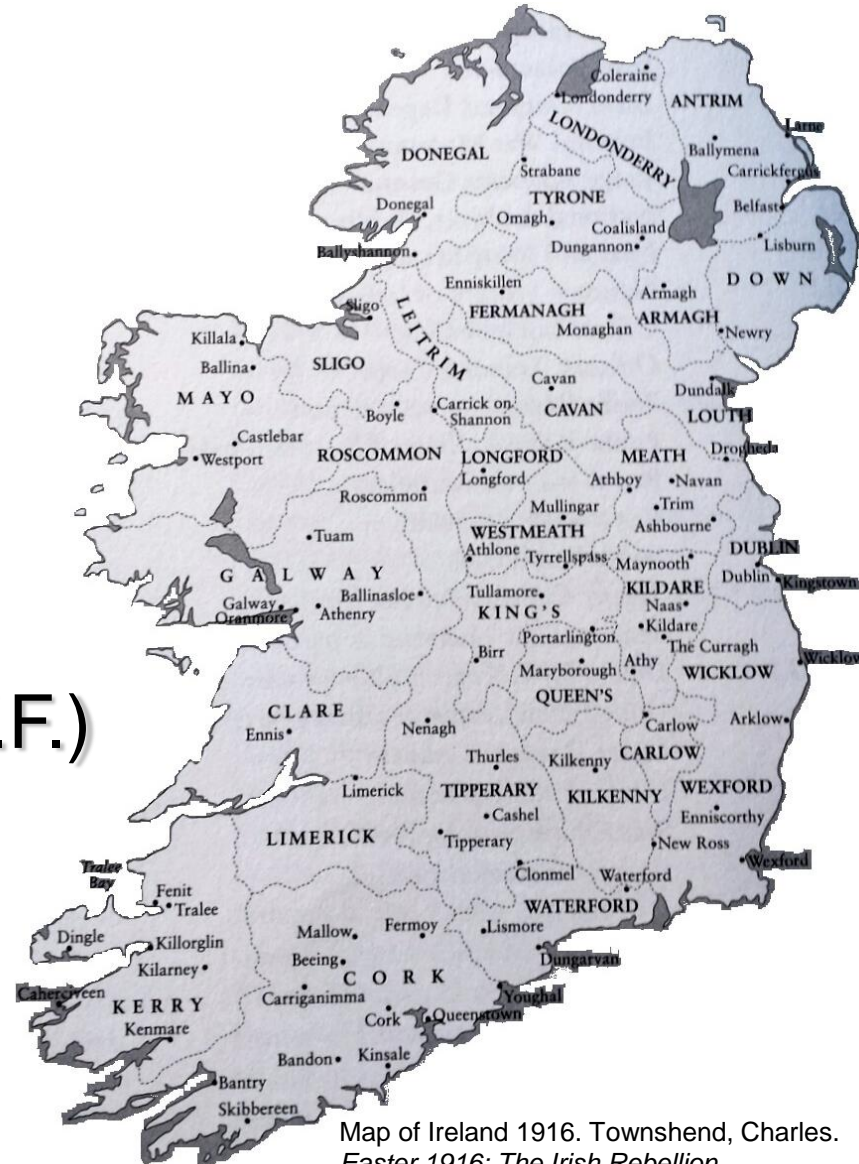 Coleraine
Londonderry
ANTRIM
LONDONDERRY
Larne
DONEGAL
Ballymena
Strabane
Carrickfergus
TYRONE
Donegal
Belfast
Omagh
Coalisland
Dungannon
Lisburn
Ballyshannon
DOWN
Enniskillen
Armagh
Sligo
LEITRIM
FERMANAGH
ARMAGH
Monaghan
Newry
Killala
SLIGO
Ballina
Cavan
Dundalk
MAYO
Boyle
Carrick on
Shannon
CAVAN
LOUTH
Castlebar
Westport
ROSCOMMON
LONGFORD
MEATH
Drogheda
Longford
Athboy
Navan
Roscommon
Mullingar
Trim
Ashbourne
Tuam
WESTMEATH
Athlone
Tyrrellspass
DUBLIN
Maynooth
GALWAY
Dublin
Kingstown
Ballinasloe
Tullamore
KILDARE
Galway
Oranmore
Athenry
KING'S
Naas
Kildare
Portarlington
The Curragh
Birr
Maryborough
Athy
WICKLOW
Wicklow
QUEEN'S
CLARE
Ennis
Nenagh
Carlow
Arklow
.F.)
Thurles
Kilkenny
CARLOW
Limerick
TIPPERARY
KILKENNY
WEXFORD
Cashel
Enniscorthy
LIMERICK
Tipperary
New Ross
Tralee
Bay
Clonmel
Waterford
Wexford
Fenit
Tralee
WATERFORD
Dingle
Killorglin
Mallow
Fermoy
Lismore
Kilarney
Beeing
Dungarvan
CORK
Caherciveen
KERRY
Carriganimma
Youghal
Kenmare
Cork
Queenstown
Bandon
Kinsale
Bantry
Skibbereen
Map of Ireland 1916. Townshend, Charles.
Easter 1916: The Irish Rebellion